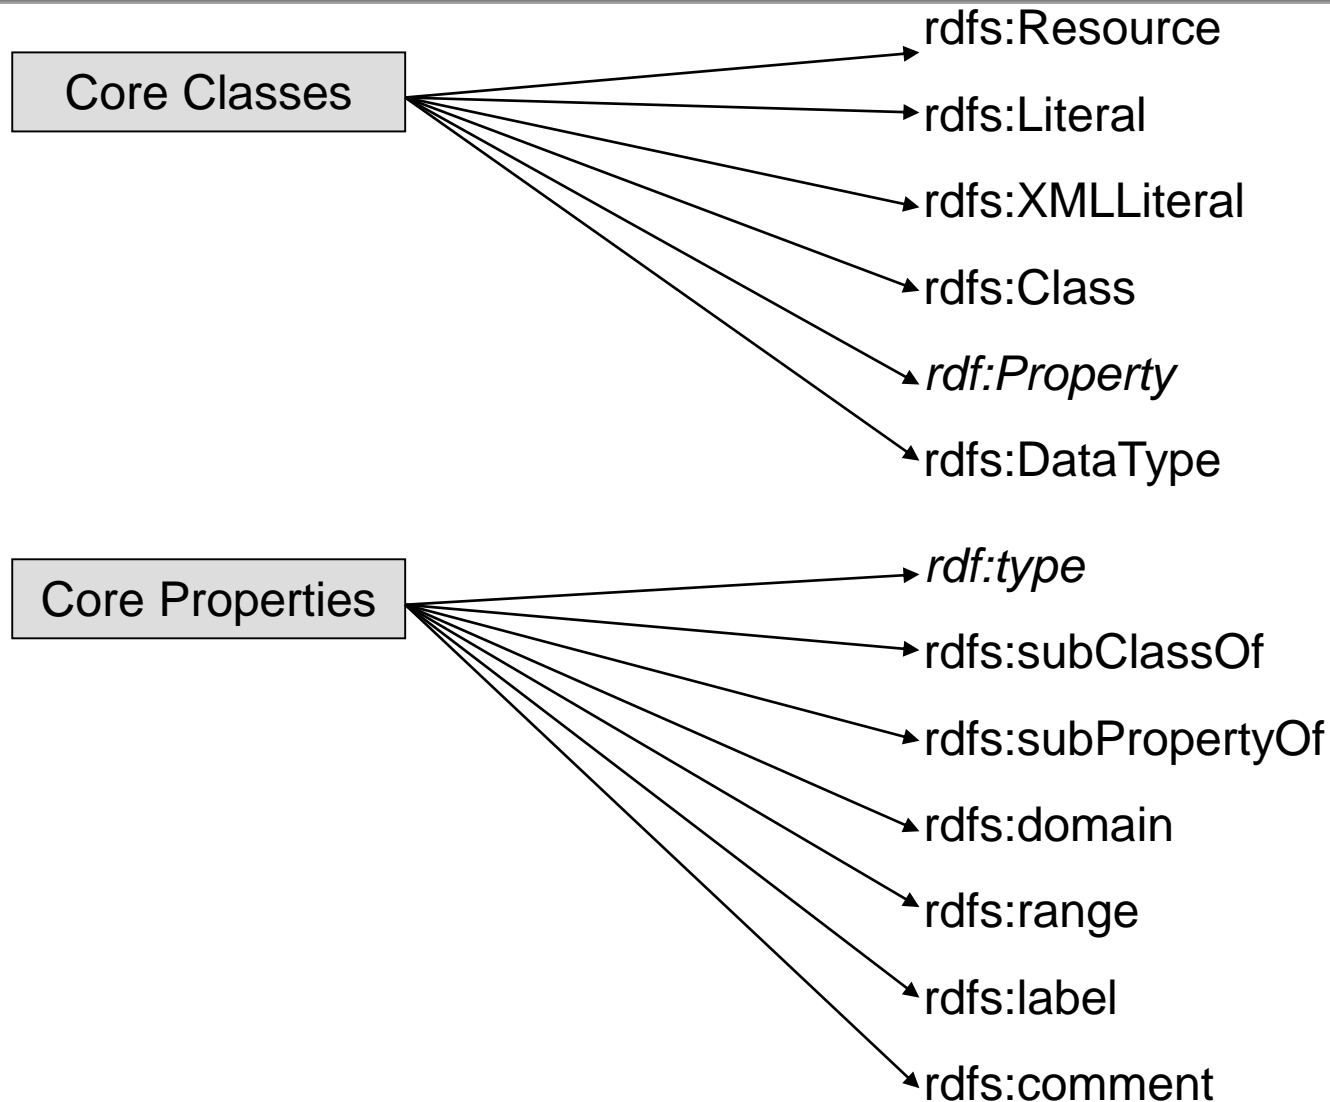 Core Classes
rdfs:Resource
rdfs:Literal
rdfs:XMLLiteral
rdfs:Class
rdf:Property
rdfs:DataType
Core Properties
rdf:type
rdfs:subClassOf
rdfs:subPropertyOf
rdfs:domain
rdfs:range
rdfs:label
rdfs:comment